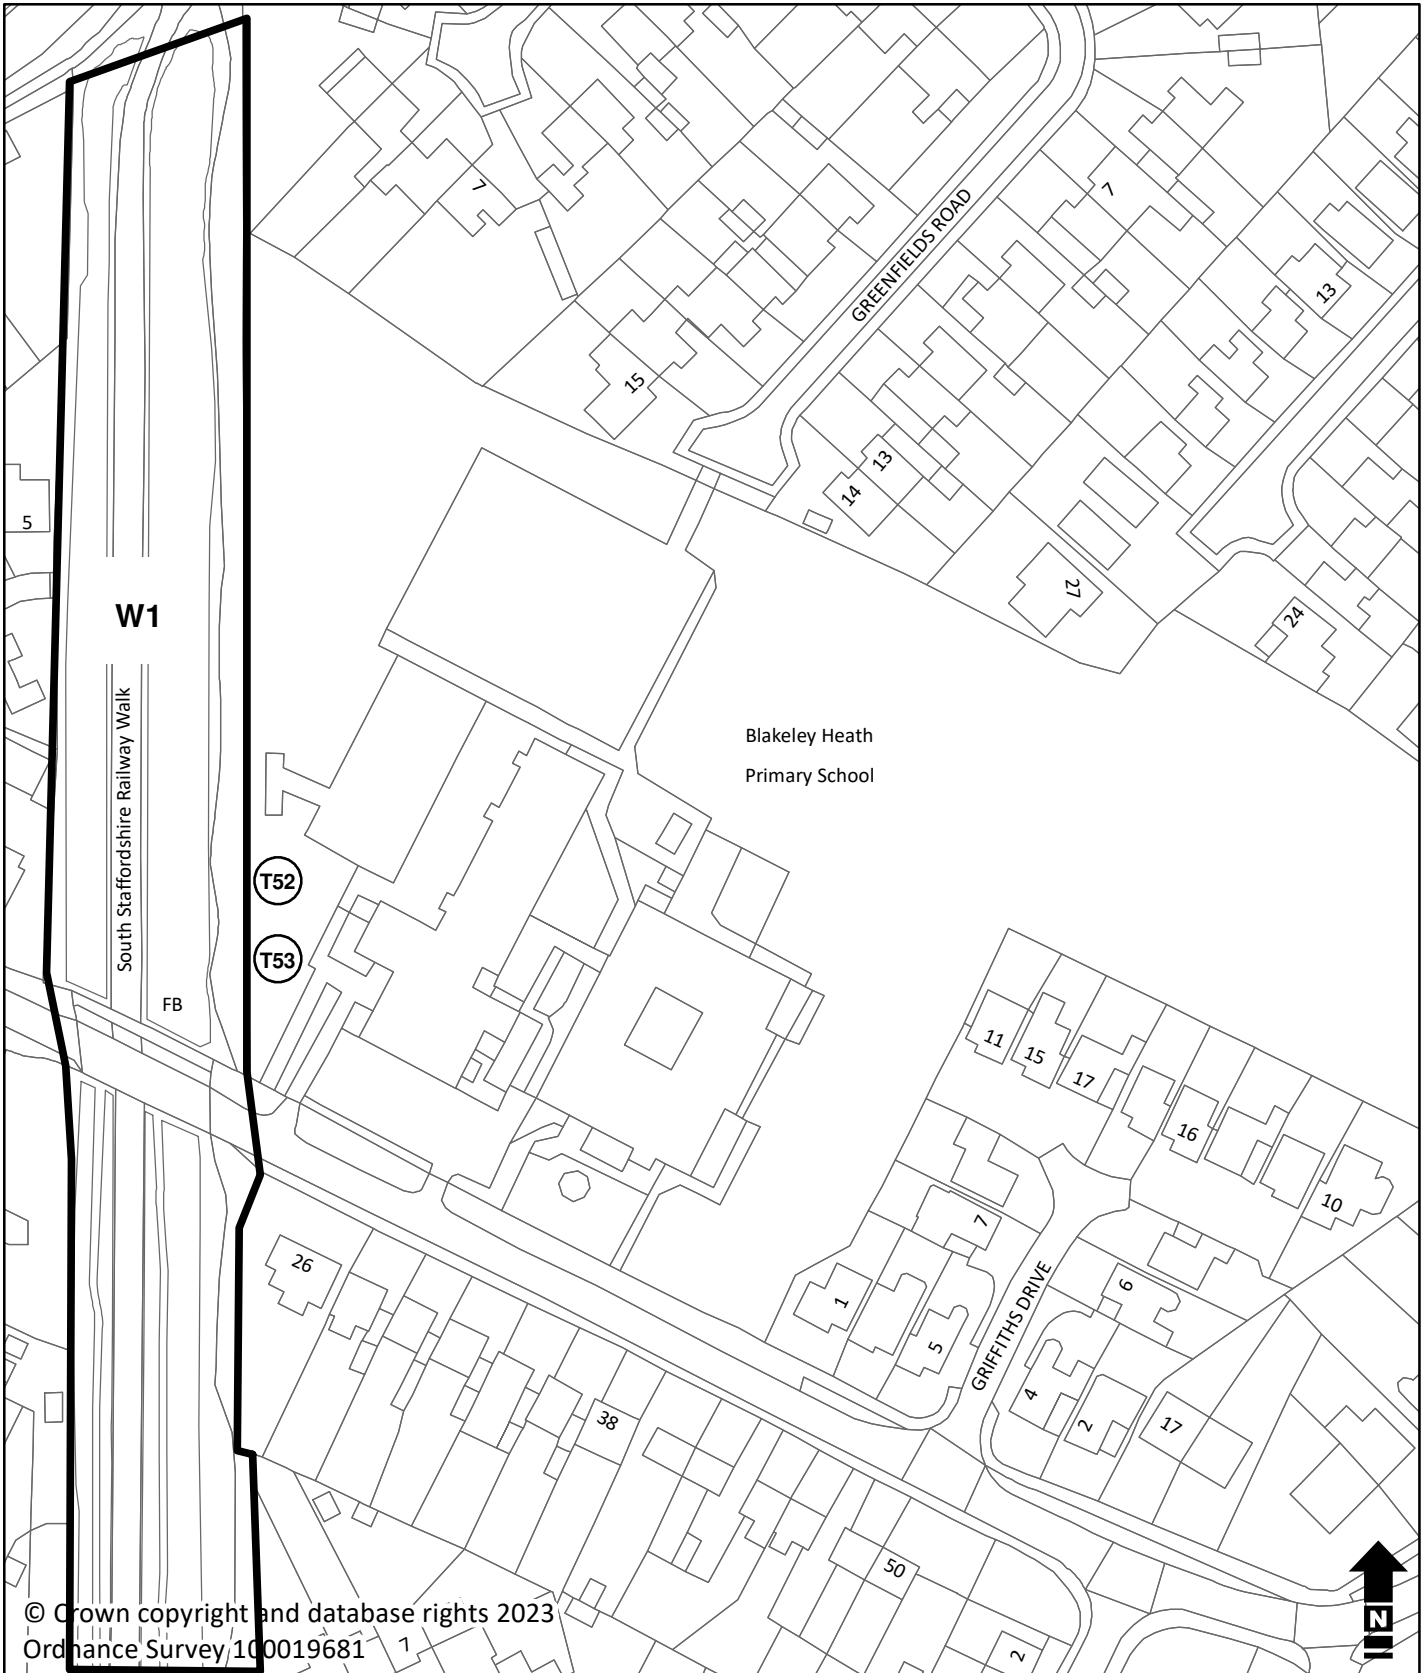 7
GREENFIELDS ROAD
7
13
15
13
14
5
27
24
W1
South Staffordshire Railway Walk
Blakeley Heath
Primary School
T52
T53
FB
11
15
17
16
10
7
26
1
5
GRIFFITHS DRIVE
6
4
2
17
38
50
2
7
N
© Crown copyright and database rights 2023
Ordnance Survey 100019681